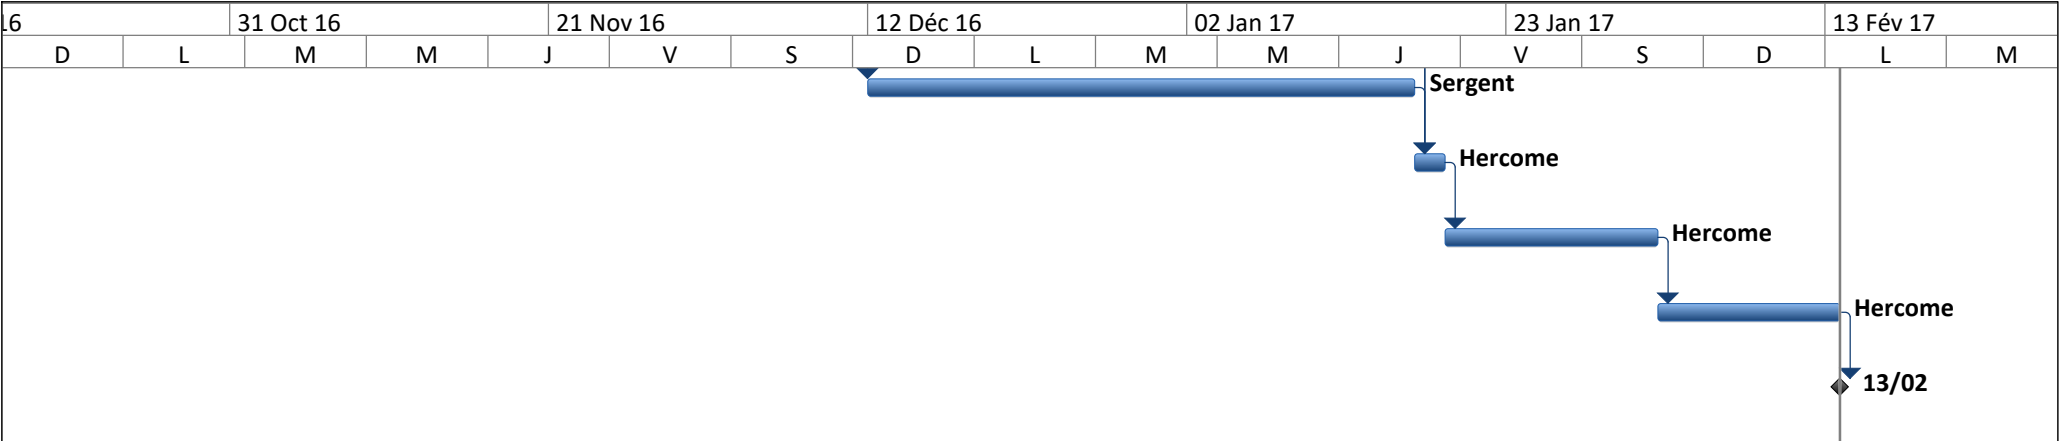 16 31 Oct 16 21 Nov 16 12 Déc 16 02 Jan 17 23 Jan 17 13 Fév 17
D L M M J V S D L M M J V S D L M
Sergent
Hercome
Hercome
Hercome
13/02